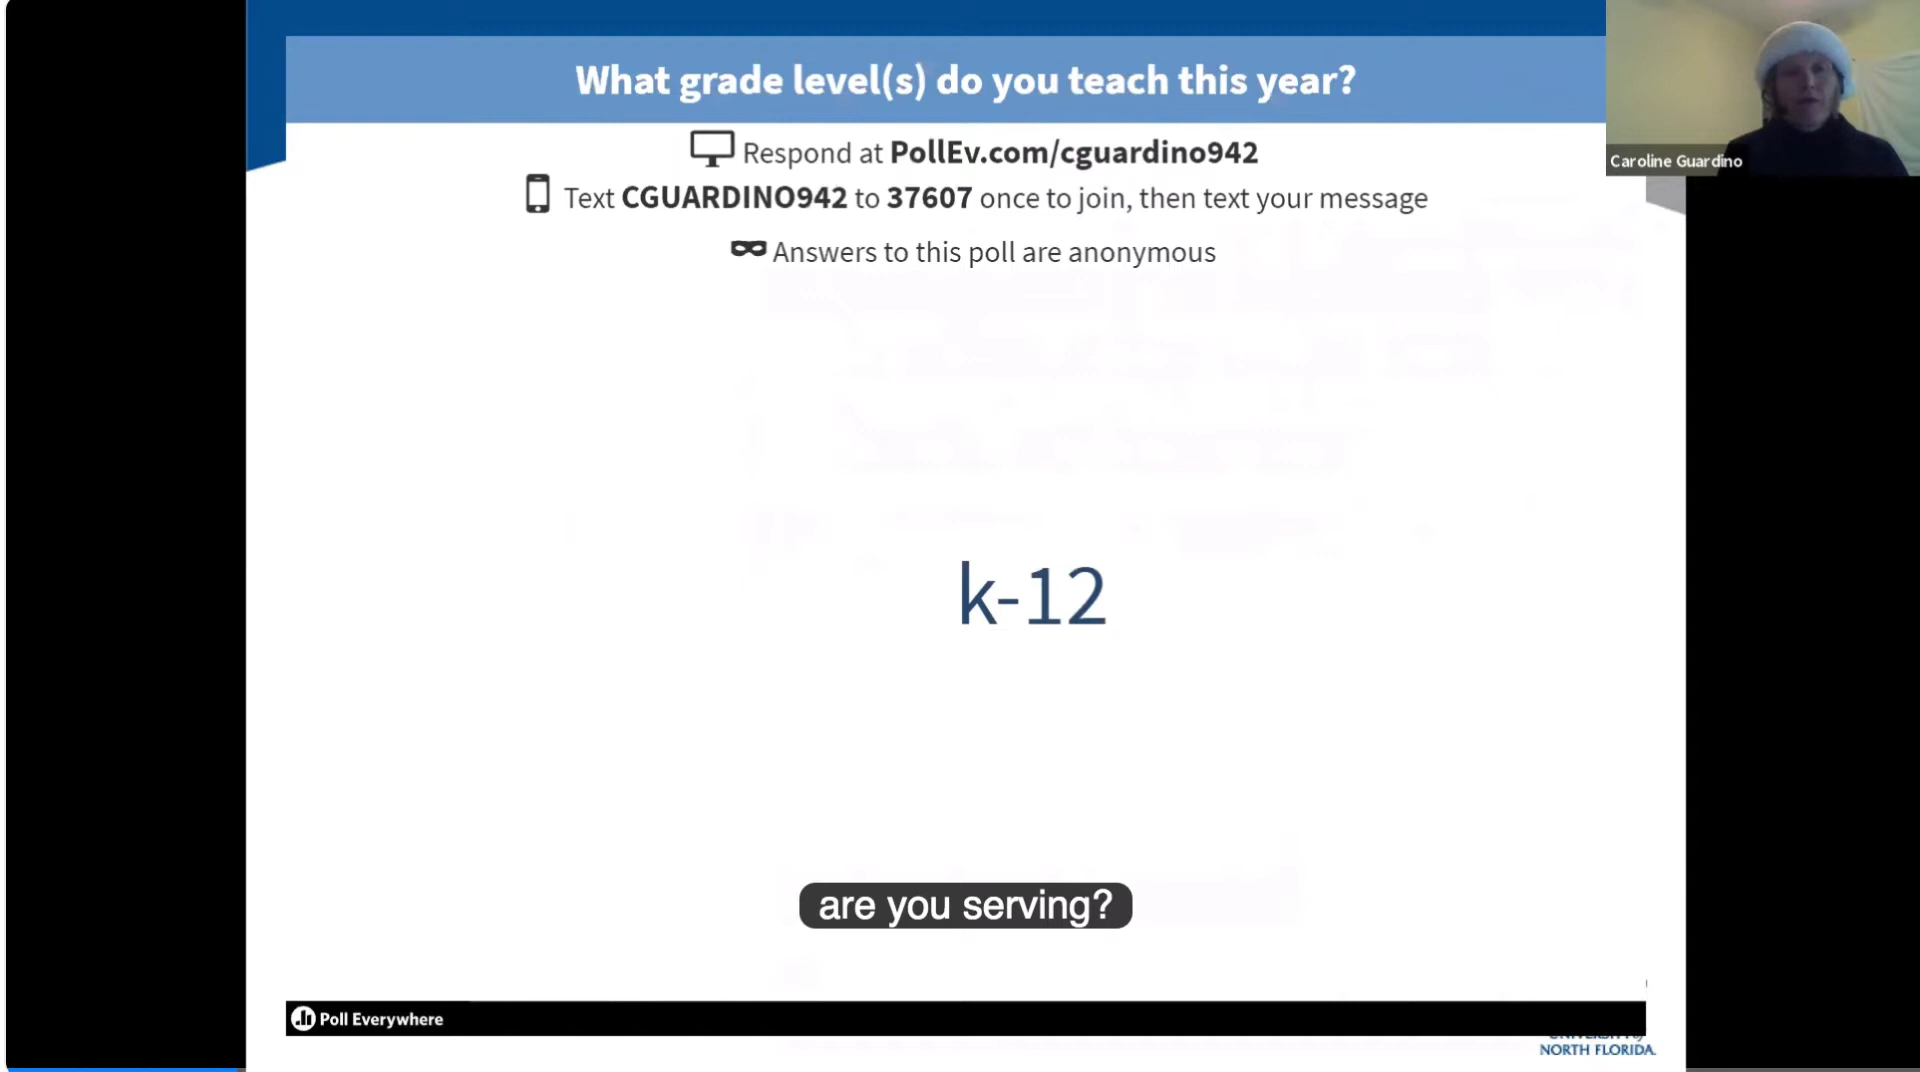 What grade level(s) do you teach this year?
Respond at PollEv.com/cguardino942
Text CGUARDINO942 to 37607 once to join, then text your message
Answers to this poll are anonymous
Caroline Guardino
k-12
are you serving?
Poll Everywhere
NORTH FLORIDA